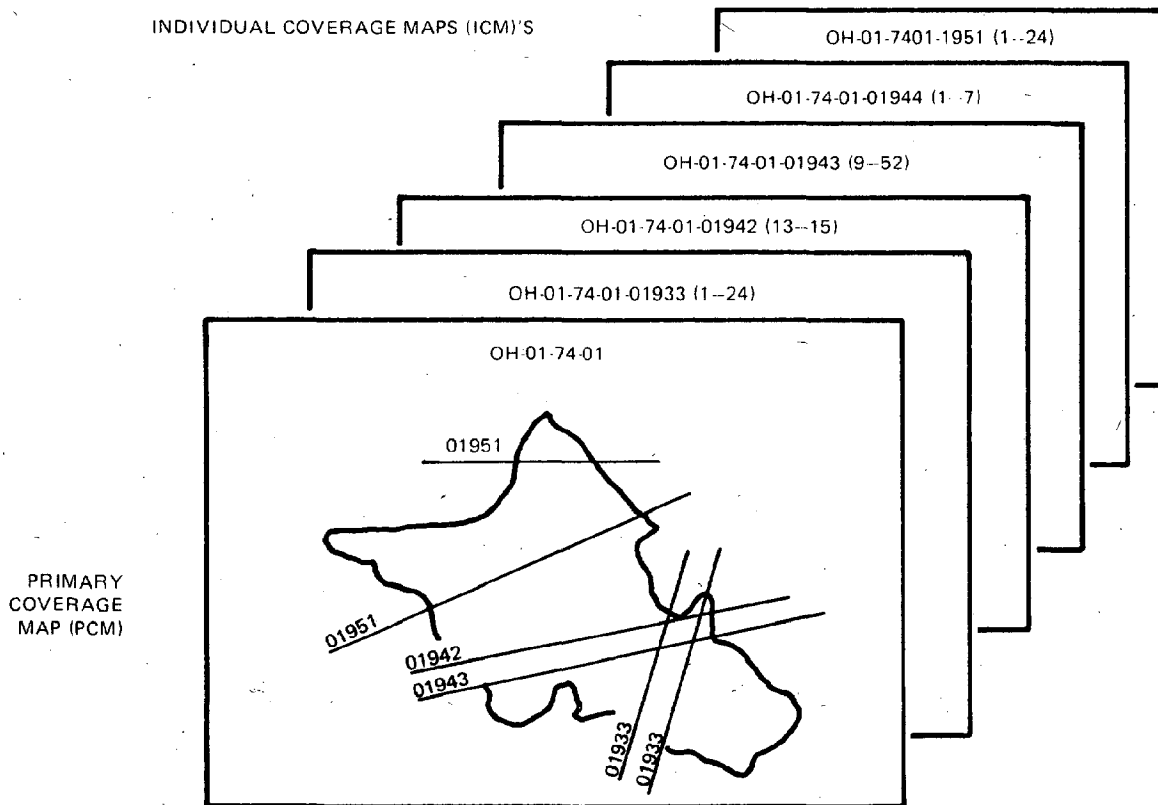 INDIVIDUAL COVERAGE MAPS (ICM)'S
OH-01-7401-1951 (1--24)
OH-01-74-01-01944 (1--7)
OH-01-74-01-01943 (9--52)
OH-01-74-01-01942 (13--15)
OH-01-74-01-01933 (1--24)
OH-01-74-01
01951
01951
01942
01943
01933
01933
PRIMARY
COVERAGE
MAP (PCM)